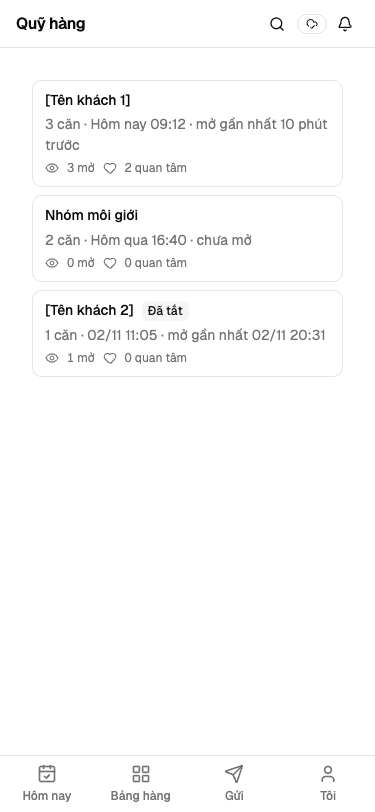 Quỹ hàng
[Tên khách 1]
3 căn · Hôm nay 09:12 · mở gần nhất 10 phút
trước
3 mở 2 quan tâm
Nhóm môi giới
2 căn · Hôm qua 16:40 · chưa mở
0 mở 0 quan tâm
[Tên khách 2] Đã tắt
1 căn · 02/11 11:05 · mở gần nhất 02/11 20:31
1 mở 0 quan tâm
Hôm nay Bảng hàng Gửi Tôi